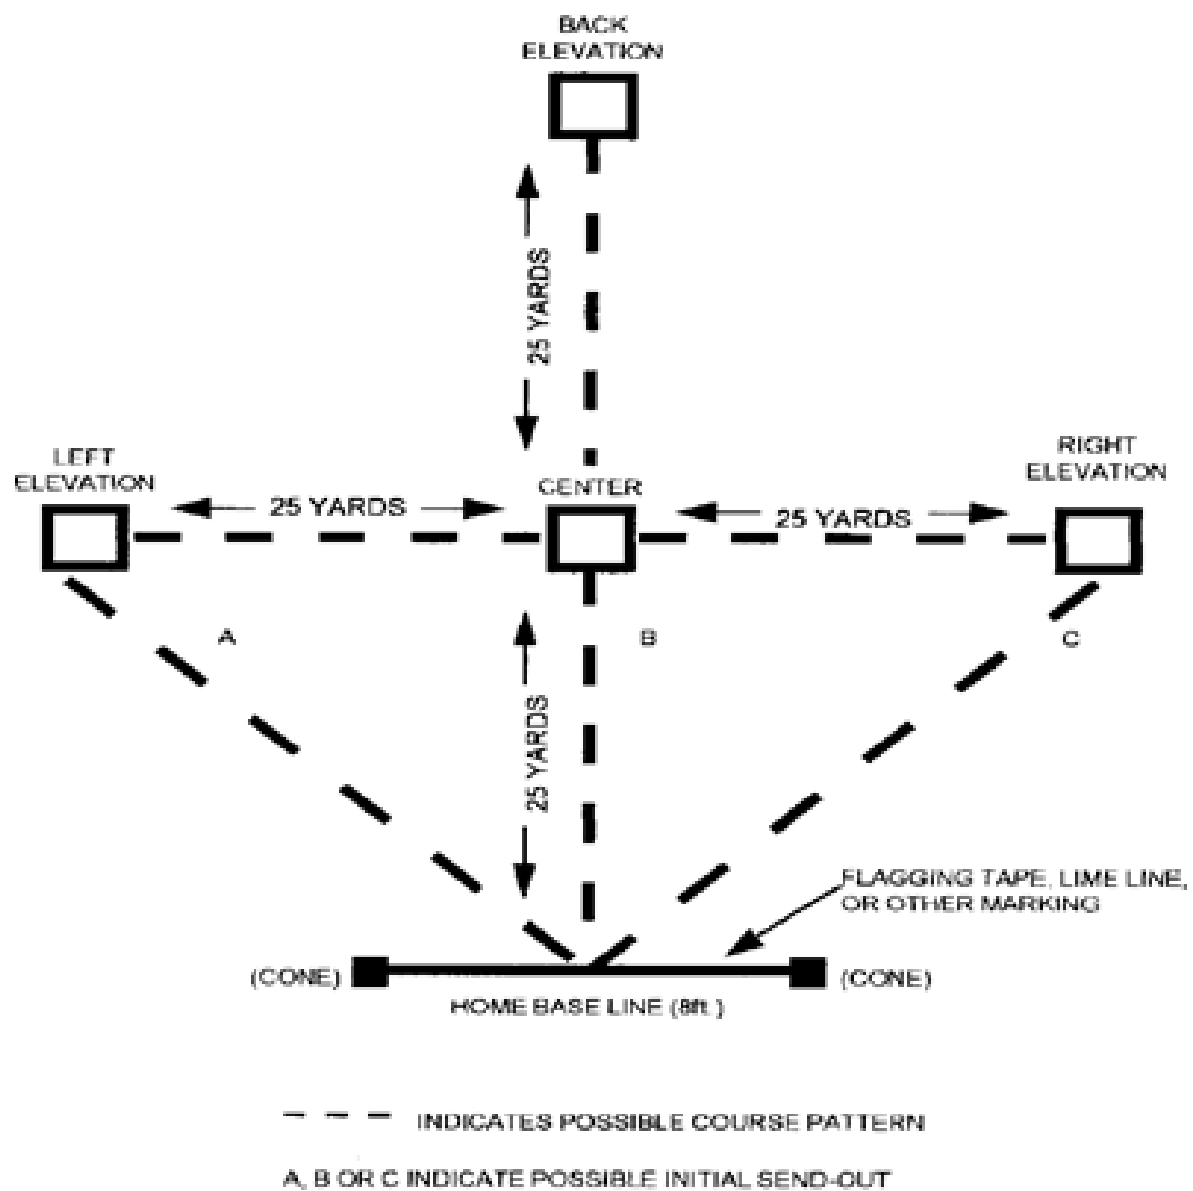 BACK
ELEVATION
25 YARDS
LEFT
ELEVATION
25 YARDS
CENTER
25 YARDS
RIGHT
ELEVATION
A
B
C
25 YARDS
FLAGGING TAPE, LIME LINE,
OR OTHER MARKING
(CONE)
(CONE)
HOME BASE LINE (8ft.)
INDICATES POSSIBLE COURSE PATTERN
A, B OR C INDICATE POSSIBLE INITIAL SEND-OUT